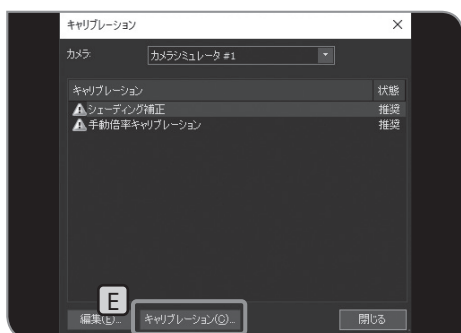 キャリブレーション ×
カメラ: カメラシミュレータ #1
キャリブレーション 状態
シェーディング補正 推奨
手動倍率キャリブレーション 推奨
E
編集(E)... キャリブレーション(C)... 閉じる